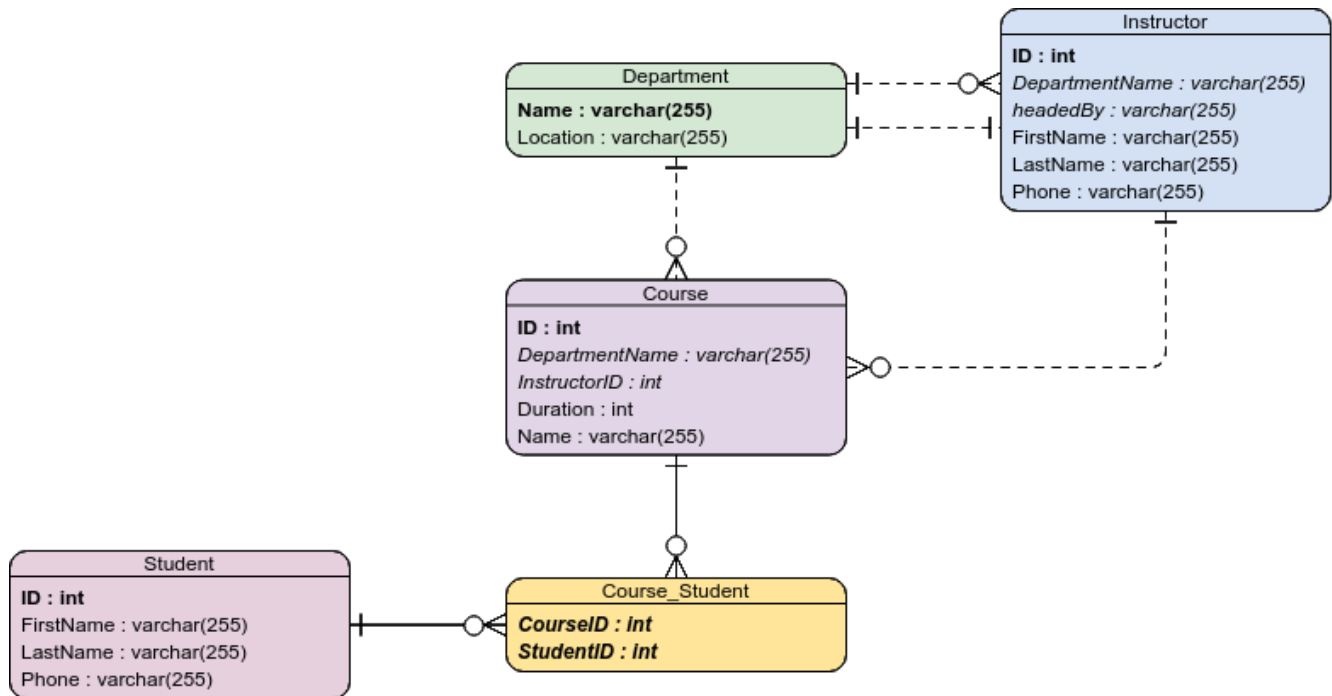 Instructor
ID : int
DepartmentName : varchar(255)
headedBy : varchar(255)
FirstName : varchar(255)
LastName : varchar(255)
Phone : varchar(255)
Department
Name : varchar(255)
Location : varchar(255)
Course
ID : int
DepartmentName : varchar(255)
InstructorID : int
Duration : int
Name : varchar(255)
Student
ID : int
FirstName : varchar(255)
LastName : varchar(255)
Phone : varchar(255)
Course_Student
CourseID : int
StudentID : int